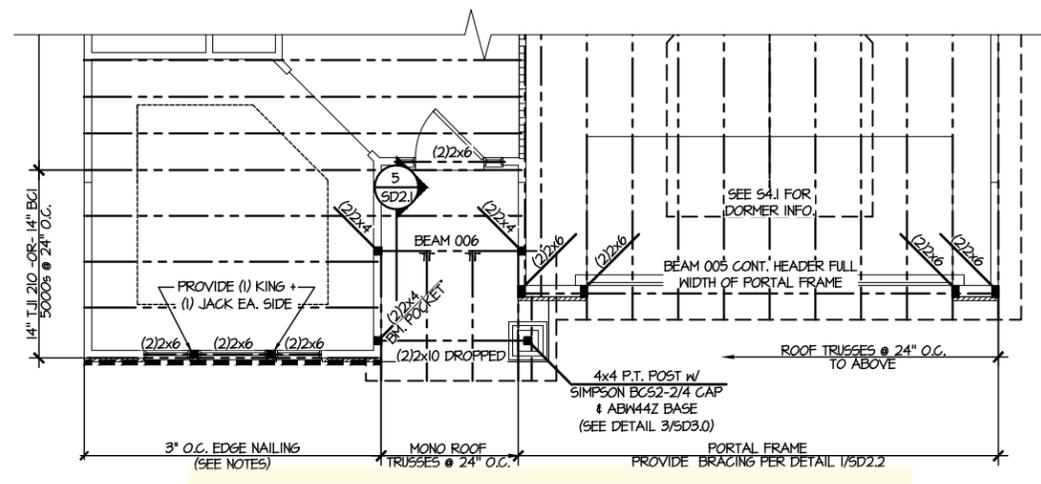 (2)2x6
5
SD2.1
SEE S4.1 FOR
DORMER INFO.
14" TJI 210 -OR- 14" BCI
5000s @ 24" O.C.
(2)2x4
(2)2x4
BEAM 006
(2)2x6
(2)2x6
(2)2x6
(2)2x6
BEAM 005 CONT. HEADER FULL
WIDTH OF PORTAL FRAME
PROVIDE (1) KING +
(1) JACK EA. SIDE
(2)2x4
"BM. POCKET"
(2)2x6
(2)2x6
(2)2x6
(2)2x10 DROPPED
ROOF TRUSSES @ 24" O.C.
TO ABOVE
4x4 P.T. POST w/
SIMPSON BCS2-2/4 CAP
& ABW44Z BASE
(SEE DETAIL 3/SD3.0)
3" O.C. EDGE NAILING
(SEE NOTES)
MONO ROOF
TRUSSES @ 24" O.C.
PORTAL FRAME
PROVIDE BRACING PER DETAIL 1/SD2.2